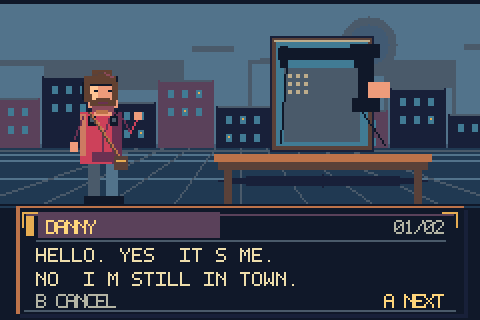 DANNY 01/02
HELLO. YES IT S ME.
NO I M STILL IN TOWN.
B CANCEL A NEXT